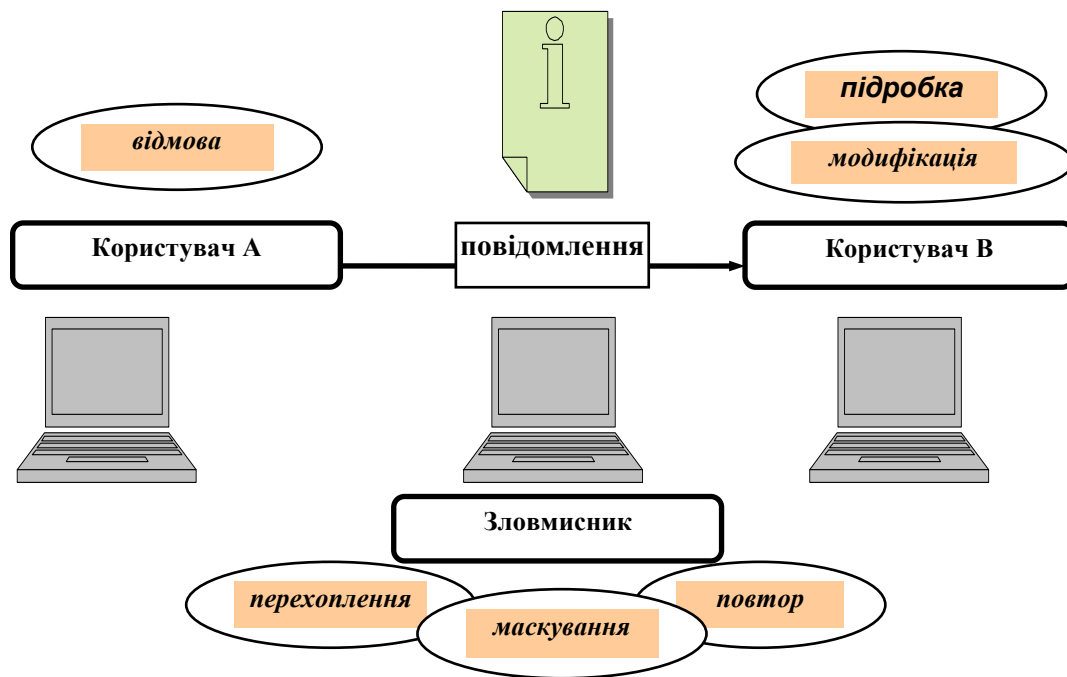 i
підробка
відмова
модифікація
Користувач А
повідомлення
Користувач В
Зловмисник
перехоплення
повтор
маскування